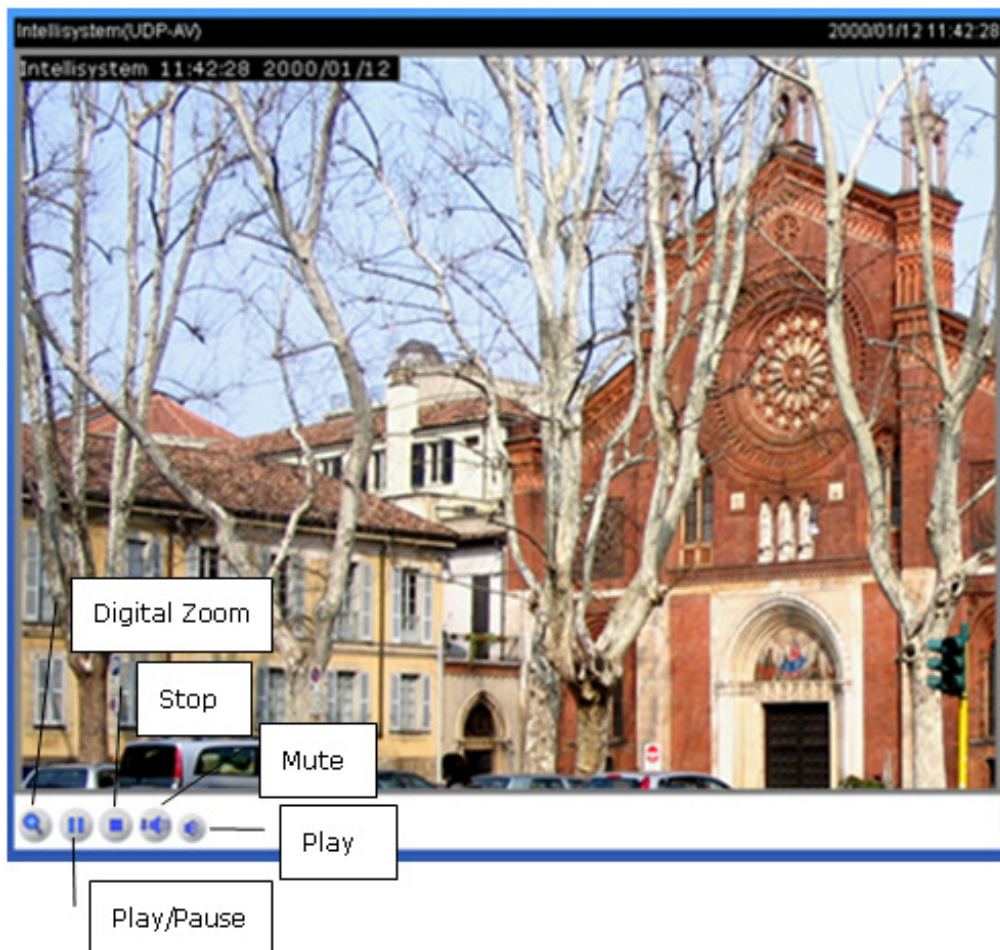 Intellisystem(UDP-AV) 2000/01/12 11:42:28
Intellisystem 11:42:28 2000/01/12
Digital Zoom
Stop
Mute
Play
Play/Pause